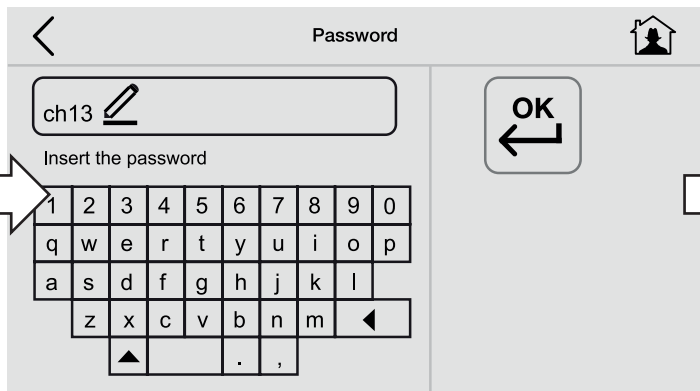 Password
ch13
OK
Insert the password
1 2 3 4 5 6 7 8 9 0
q w e r t y u i o p
a s d f g h j k l
z x c v b n m
. ,